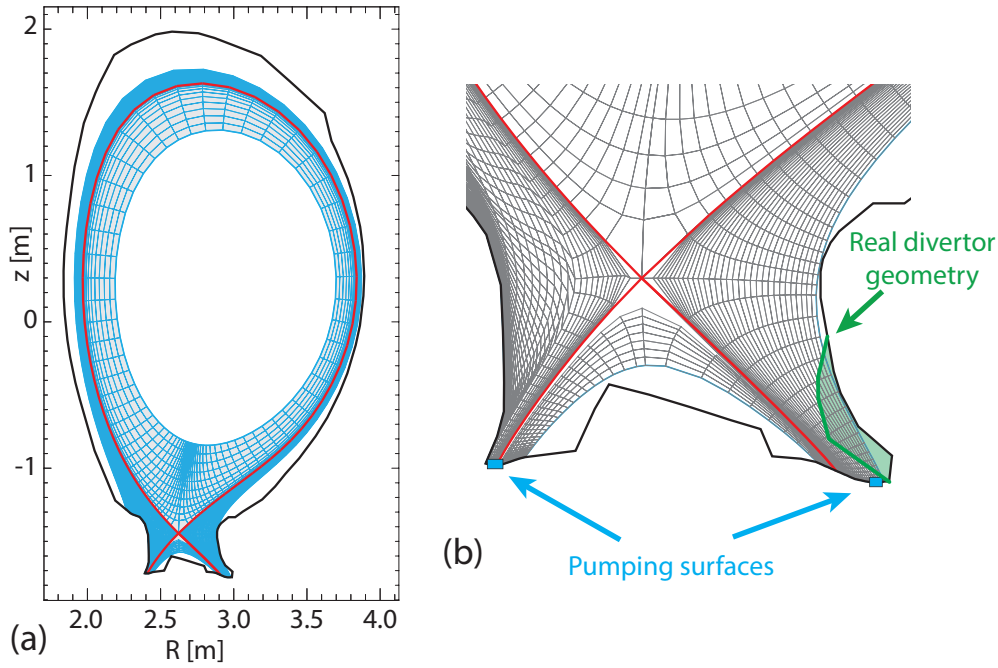 2
1
0
-1
z [m]
2.0 2.5 3.0 3.5 4.0
R [m]
(a)
Real divertor
geometry
(b)
Pumping surfaces